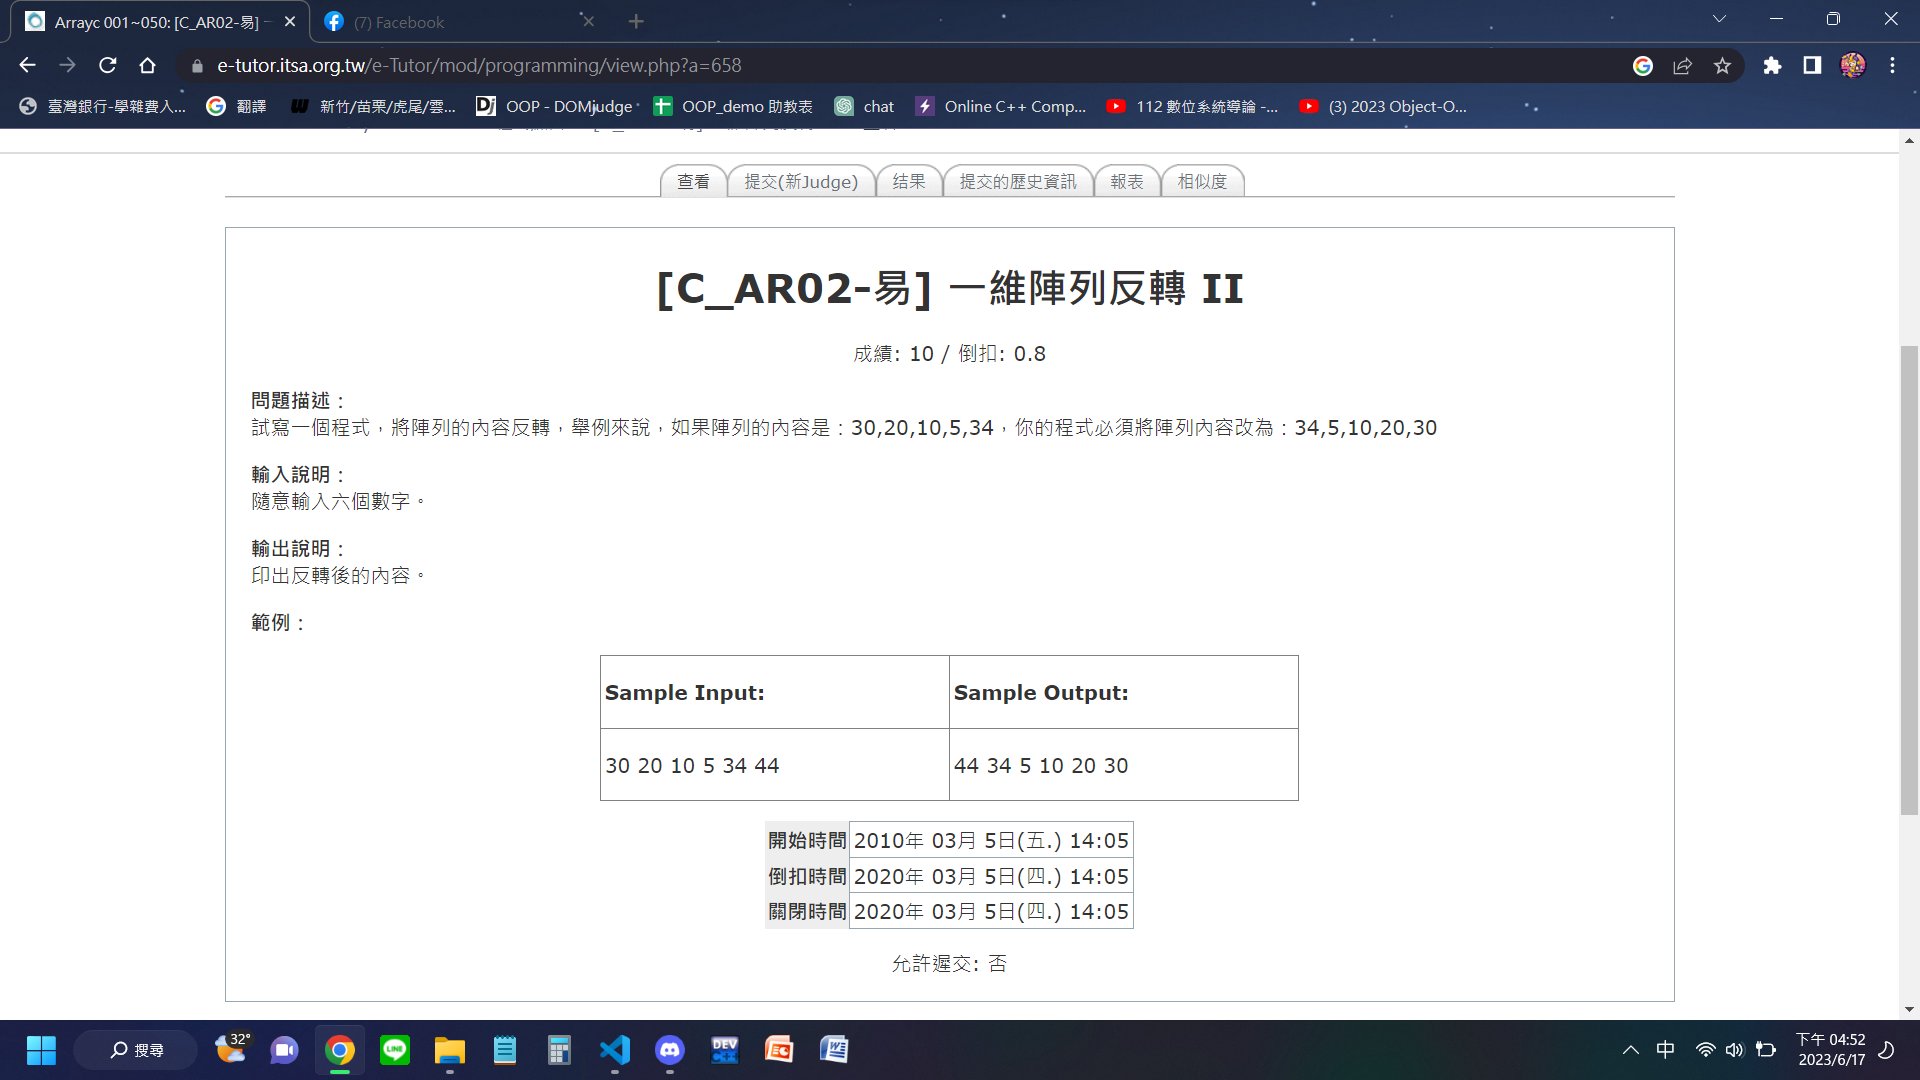 Arrayc 001~050: [C_AR02-易]
(7) Facebook
e-tutor.itsa.org.tw/e-Tutor/mod/programming/view.php?a=658
臺灣銀行-學雜費入...
翻譯
新竹/苗栗/虎尾/雲...
OOP - DOMjudge
OOP_demo 助教表
chat
Online C++ Comp...
112 數位系統導論 -...
(3) 2023 Object-O...
查看
提交(新Judge)
结果
提交的歷史資訊
報表
相似度
[C_AR02-易] 一維陣列反轉 II
成績: 10 / 倒扣: 0.8
問題描述：
試寫一個程式，將陣列的內容反轉，舉例來說，如果陣列的內容是：30,20,10,5,34，你的程式必須將陣列內容改為：34,5,10,20,30
輸入說明：
隨意輸入六個數字。
輸出說明：
印出反轉後的內容。
範例：
Sample Input:
Sample Output:
30 20 10 5 34 44
44 34 5 10 20 30
開始時間 2010年 03月 5日(五.) 14:05
倒扣時間 2020年 03月 5日(四.) 14:05
關閉時間 2020年 03月 5日(四.) 14:05
允許遲交: 否
搜尋
32°
LINE
DEV C++
中
下午 04:52
2023/6/17